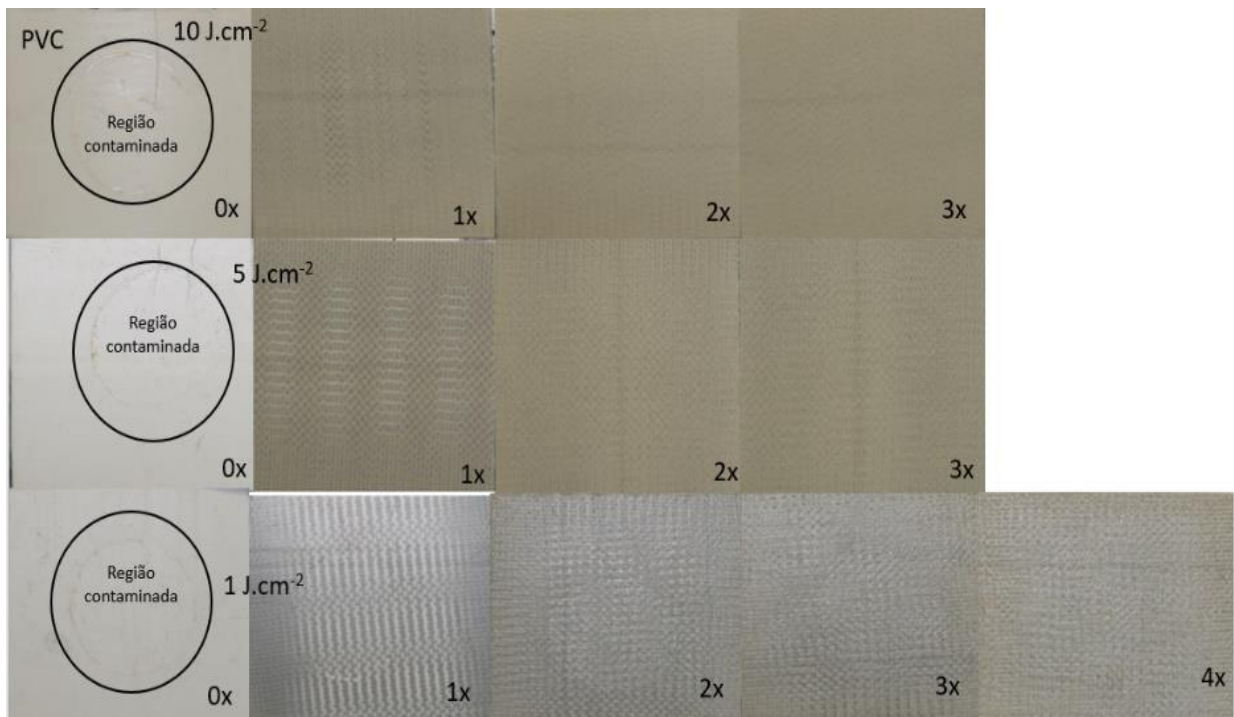 PVC
10 J.cm⁻²
Região
contaminada
0x
1x
2x
3x
5 J.cm⁻²
Região
contaminada
0x
1x
2x
3x
1 J.cm⁻²
Região
contaminada
0x
1x
2x
3x
4x